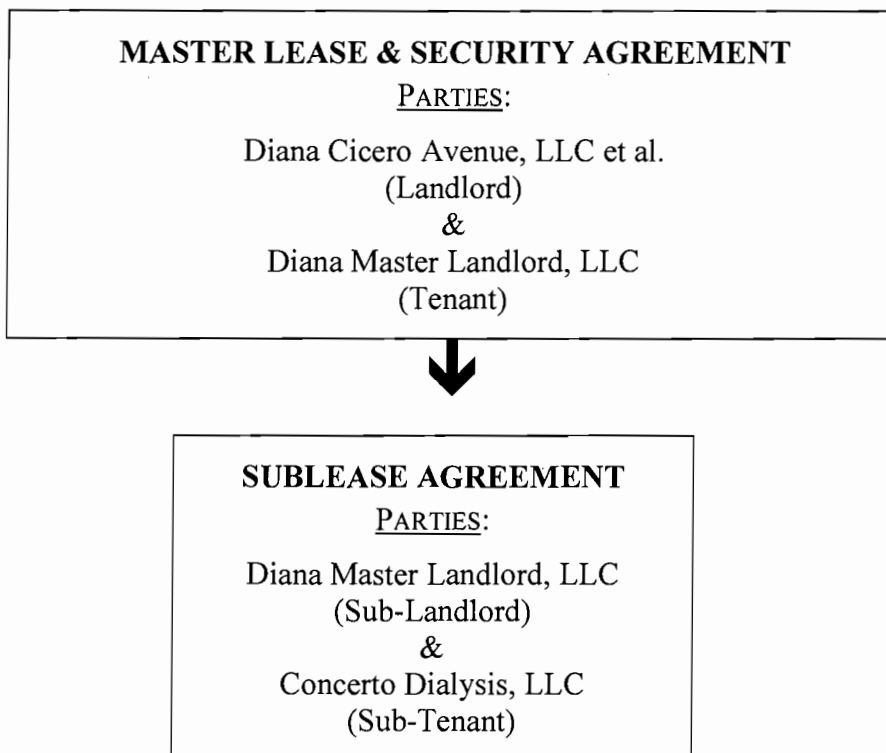 MASTER LEASE & SECURITY AGREEMENT
PARTIES:
Diana Cicero Avenue, LLC et al.
(Landlord)
&
Diana Master Landlord, LLC
(Tenant)
SUBLEASE AGREEMENT
PARTIES:
Diana Master Landlord, LLC
(Sub-Landlord)
&
Concerto Dialysis, LLC
(Sub-Tenant)